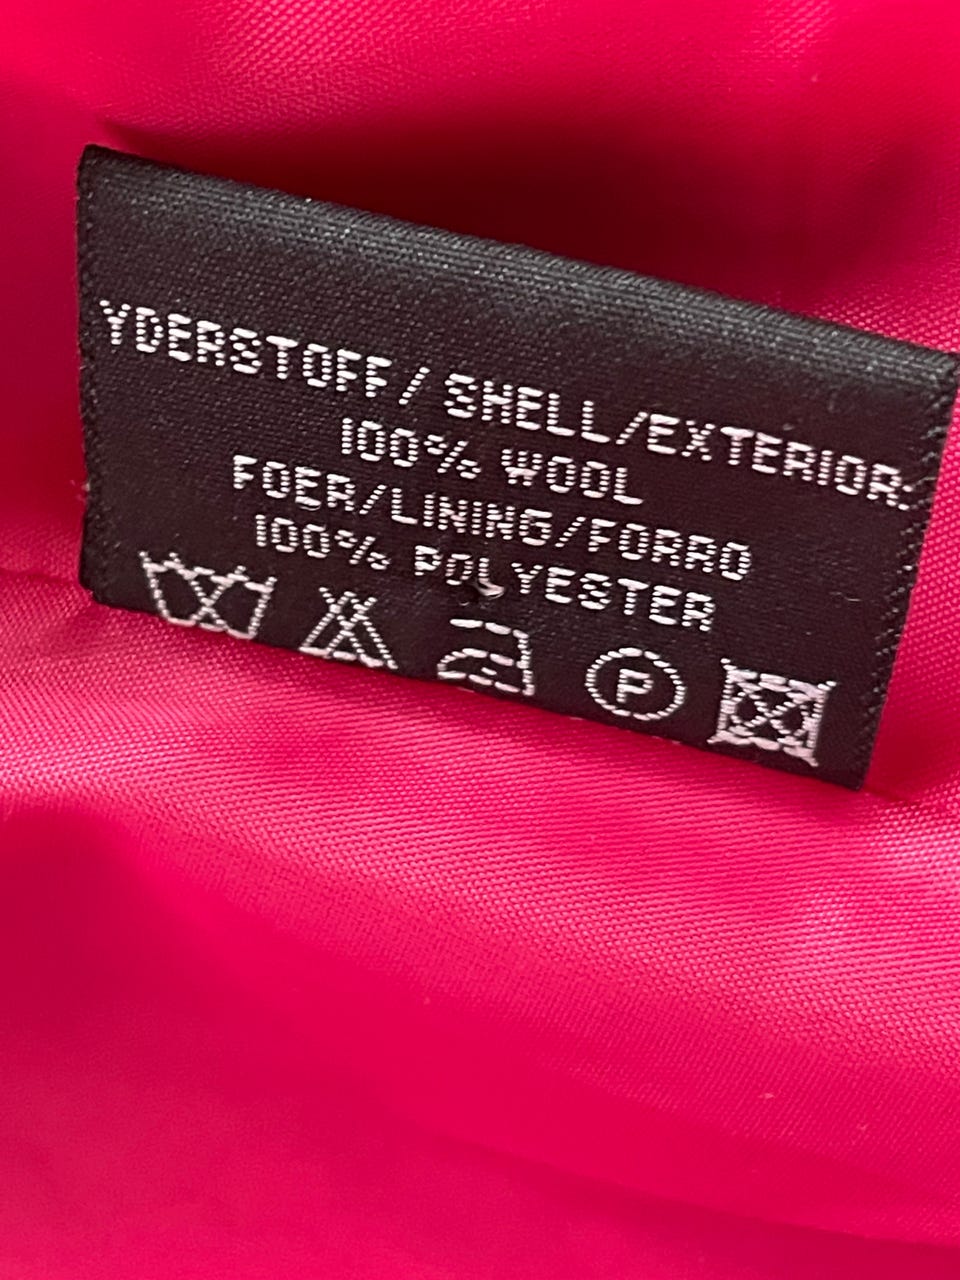 YDERSTOFF/ SHELL/EXTERIOR:
100% WOOL
FOER/LINING/FORRO
100% POLYESTER
P